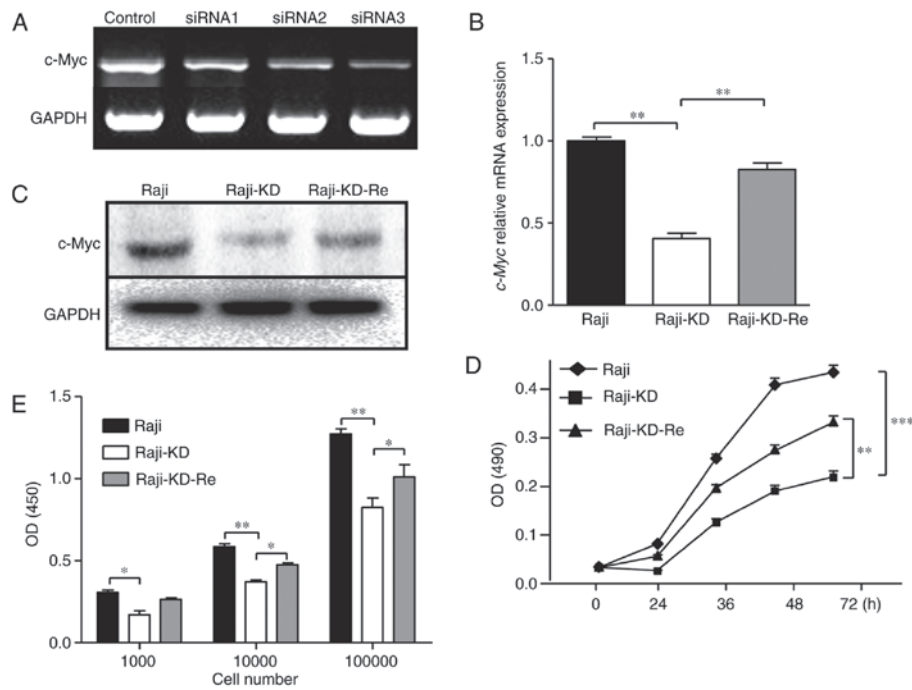 A
Control siRNA1 siRNA2 siRNA3
c-Myc
GAPDH
B
c-Myc relative mRNA expression
1.5
1.0
0.5
0.0
**
**
Raji Raji-KD Raji-KD-Re
C
Raji Raji-KD Raji-KD-Re
c-Myc
GAPDH
D
OD (490)
0.4
0.3
0.2
0.1
0.0
Raji
Raji-KD
Raji-KD-Re
**
***
0 24 36 48 72 (h)
E
OD (450)
1.5
1.0
0.5
0.0
Raji
Raji-KD
Raji-KD-Re
*
**
*
**
*
1000 10000 100000
Cell number